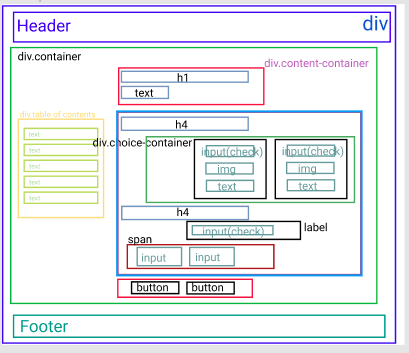 Header
div
div.container
div.content-container
h1
text
div.table of contents
text
text
text
text
text
h4
div.choice-container
input(check)
img
text
input(check)
img
text
h4
input(check)
label
span
input
input
button
button
Footer